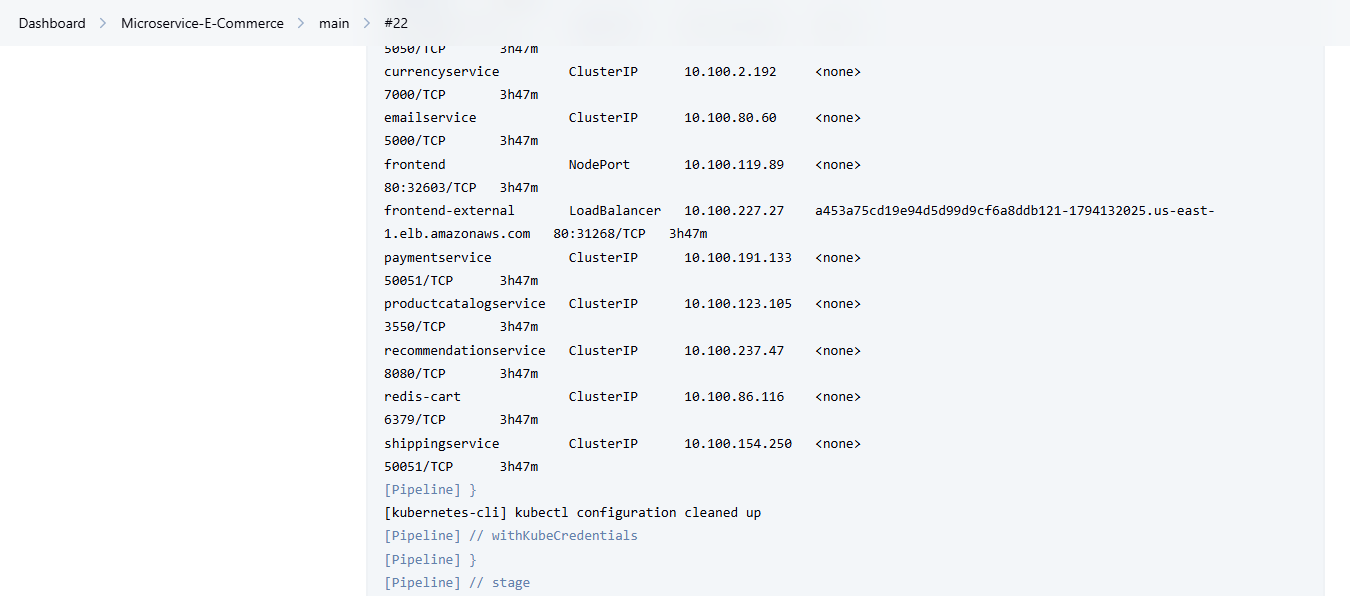 Dashboard > Microservice-E-Commerce > main > #22
5050/TCP 3h47m
currencyservice ClusterIP 10.100.2.192 <none>
7000/TCP 3h47m
emailservice ClusterIP 10.100.80.60 <none>
5000/TCP 3h47m
frontend NodePort 10.100.119.89 <none>
80:32603/TCP 3h47m
frontend-external LoadBalancer 10.100.227.27 a453a75cd19e94d5d99d9cf6a8ddb121-1794132025.us-east-
1.elb.amazonaws.com 80:31268/TCP 3h47m
paymentservice ClusterIP 10.100.191.133 <none>
50051/TCP 3h47m
productcatalogservice ClusterIP 10.100.123.105 <none>
3550/TCP 3h47m
recommendationservice ClusterIP 10.100.237.47 <none>
8080/TCP 3h47m
redis-cart ClusterIP 10.100.86.116 <none>
6379/TCP 3h47m
shippingservice ClusterIP 10.100.154.250 <none>
50051/TCP 3h47m
[Pipeline] }
[kubernetes-cli] kubectl configuration cleaned up
[Pipeline] // withKubeCredentials
[Pipeline] }
[Pipeline] // stage